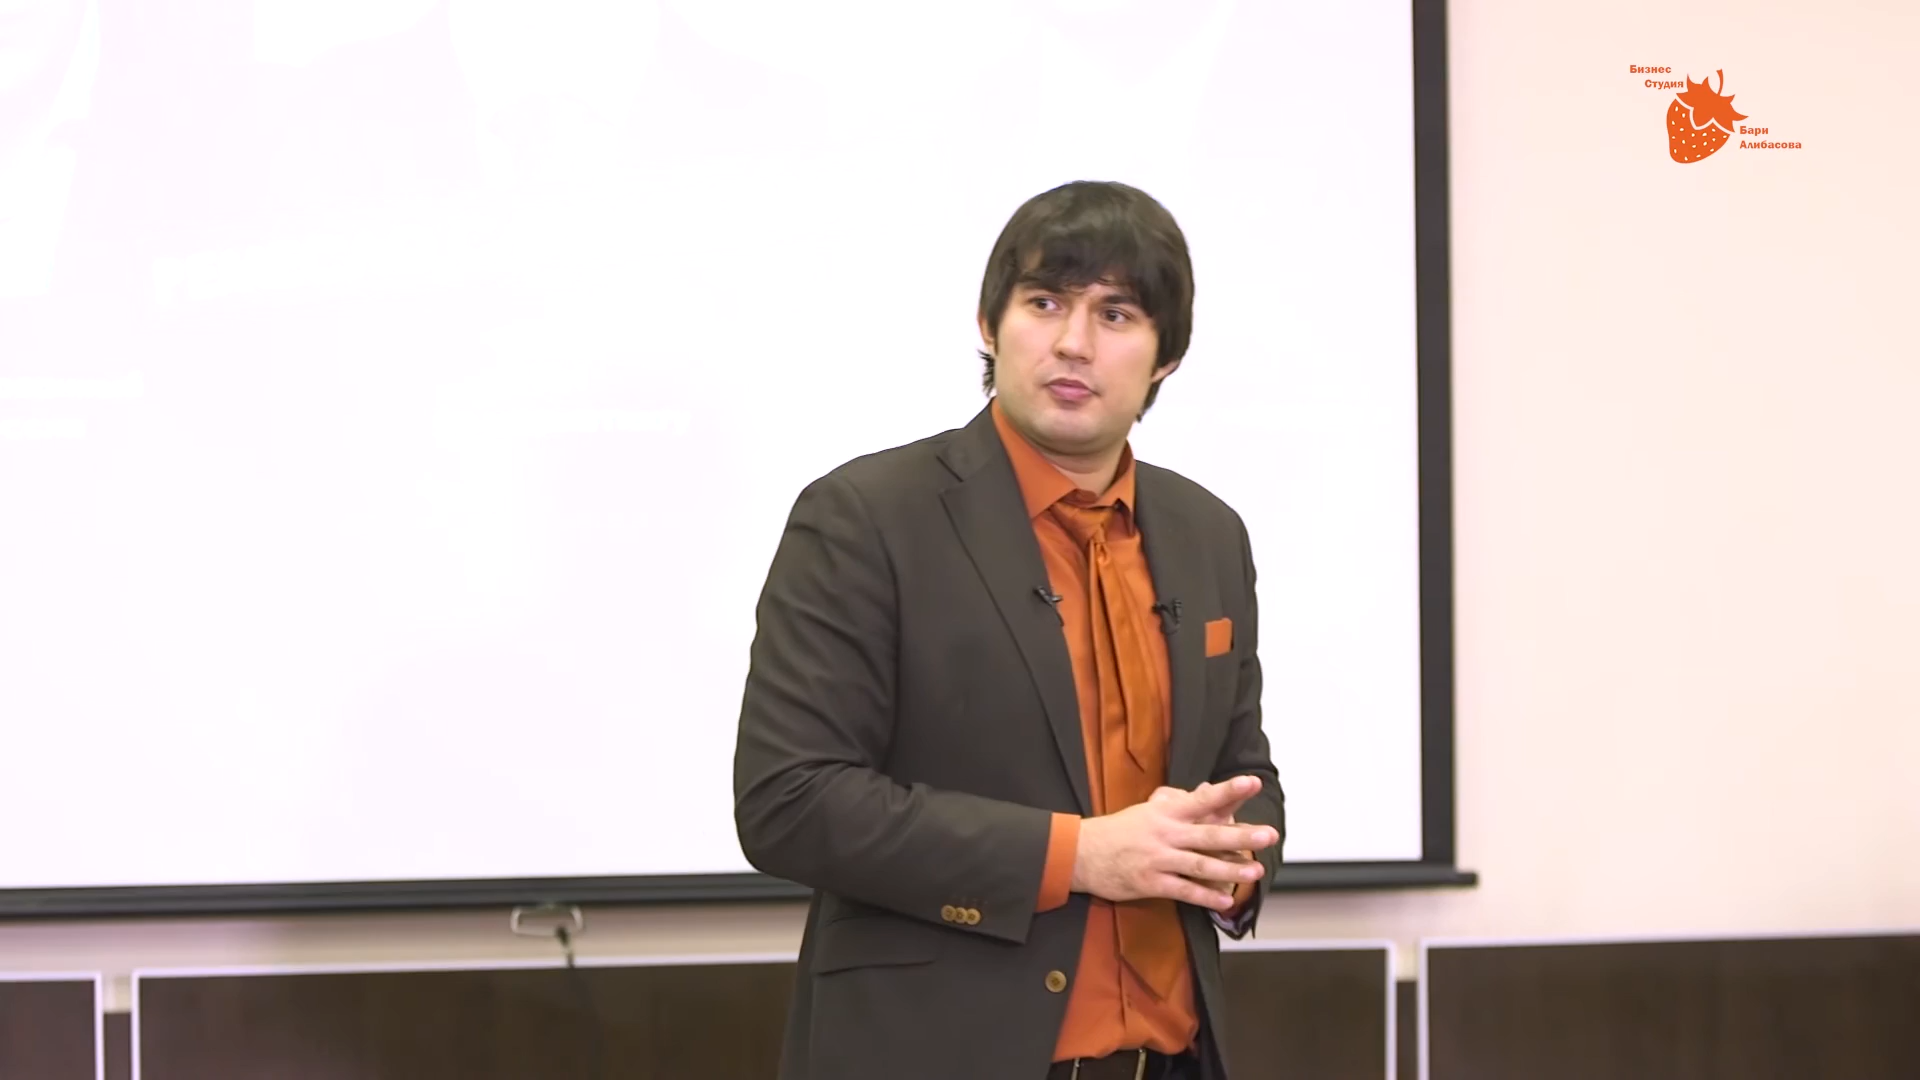 Бизнес
Студия
Бари
Алибасова